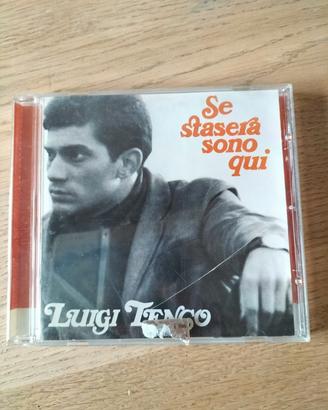 Se
stasera
sono
qui
LUIGI TENCO